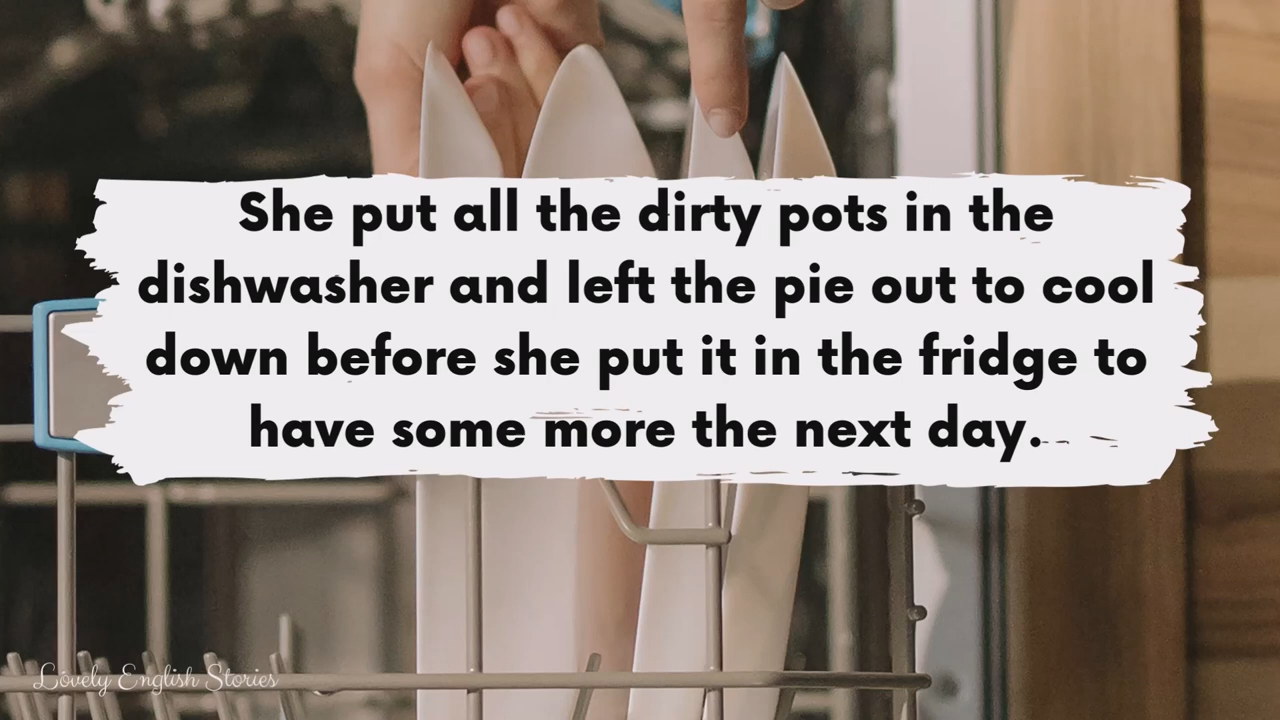 She put all the dirty pots in the
dishwasher and left the pie out to cool
down before she put it in the fridge to
have some more the next day.
Lovely English Stories